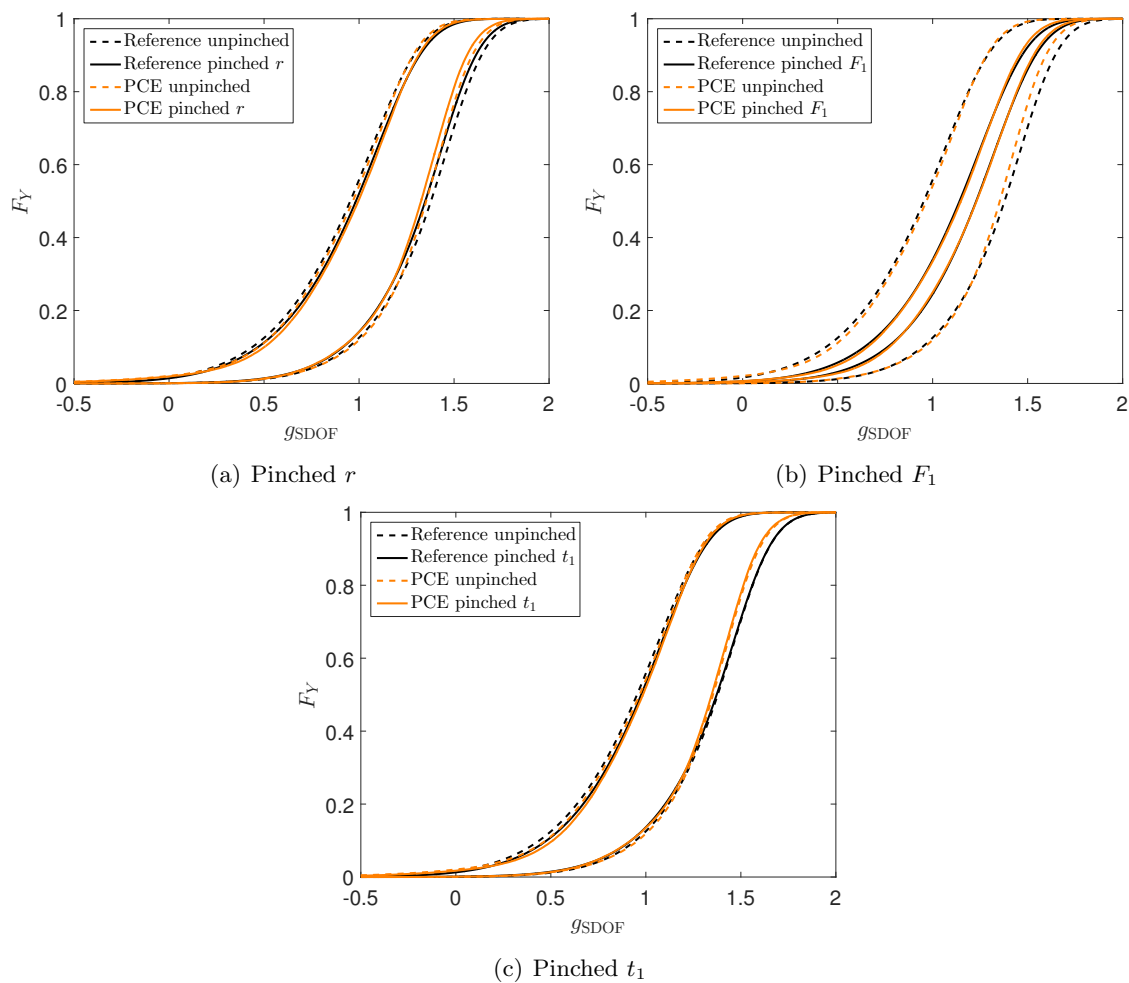 Reference unpinched
Reference pinched r
PCE unpinched
PCE pinched r
F_Y
1
0.8
0.6
0.4
0.2
0
-0.5 0 0.5 1 1.5 2
g_SDOF
(a) Pinched r
Reference unpinched
Reference pinched F_1
PCE unpinched
PCE pinched F_1
F_Y
1
0.8
0.6
0.4
0.2
0
-0.5 0 0.5 1 1.5 2
g_SDOF
(b) Pinched F_1
Reference unpinched
Reference pinched t_1
PCE unpinched
PCE pinched t_1
F_Y
1
0.8
0.6
0.4
0.2
0
-0.5 0 0.5 1 1.5 2
g_SDOF
(c) Pinched t_1